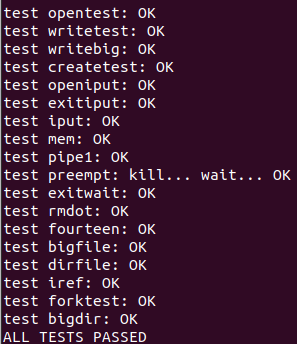 test opentest: OK
test writetest: OK
test writebig: OK
test createtest: OK
test openiput: OK
test exitiput: OK
test iput: OK
test mem: OK
test pipe1: OK
test preempt: kill... wait... OK
test exitwait: OK
test rmdot: OK
test fourteen: OK
test bigfile: OK
test dirfile: OK
test iref: OK
test forktest: OK
test bigdir: OK
ALL TESTS PASSED